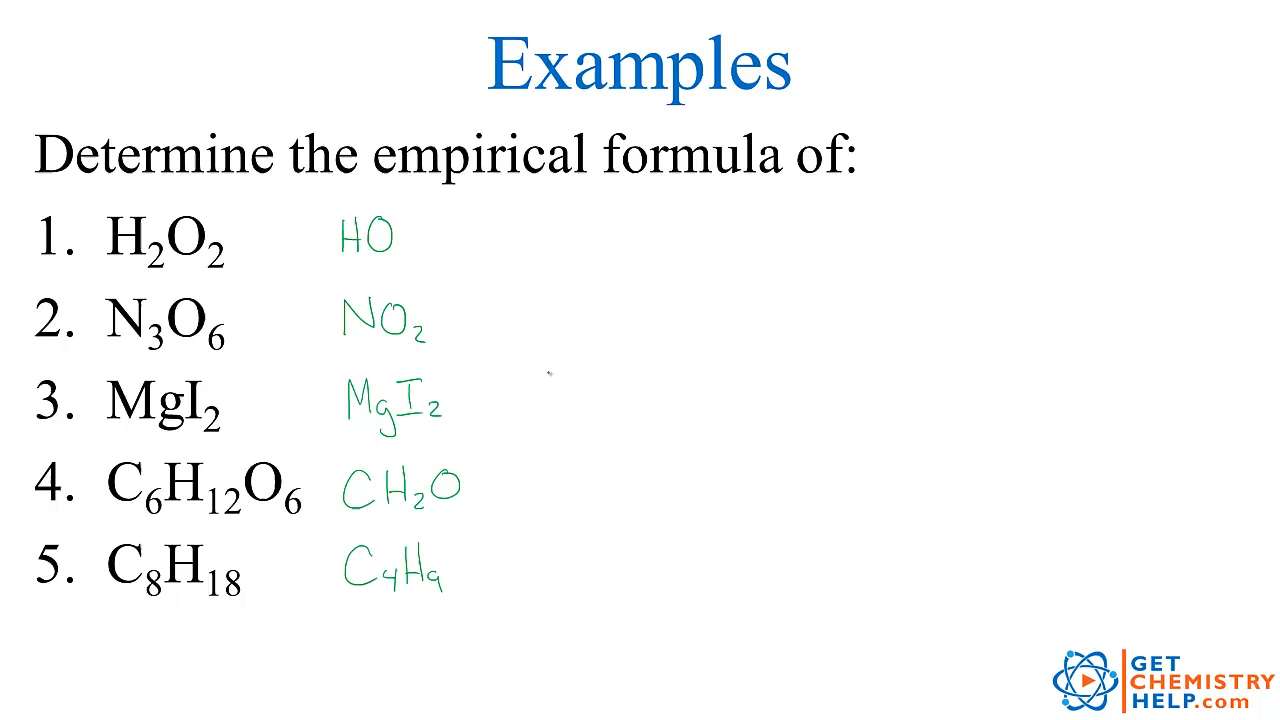 Examples
Determine the empirical formula of:
1. H₂O₂ HO
2. N₃O₆ NO₂
3. MgI₂ MgI₂
4. C₆H₁₂O₆ CH₂O
5. C₈H₁₈ C₄H₉
GET
CHEMISTRY
HELP.com